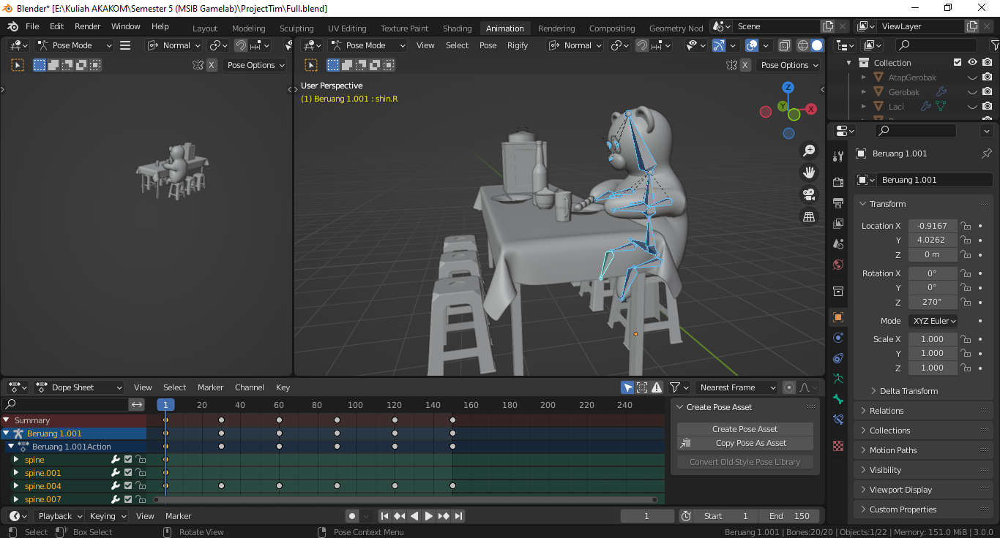 Blender* [E:\Kuliah AKAKOM\Semester 5 (MSIB Gamelab)\ProjectTim\Full.blend]
File Edit Render Window Help Layout Modeling Sculpting UV Editing Texture Paint Shading Animation Rendering Compositing Geometry Nod Scene ViewLayer
Pose Mode Normal Pose Mode View Select Pose Rigify Normal
X Pose Options X Pose Options
Collection
AtapGerobak
Gerobak
Laci
User Perspective
(1) Beruang 1.001 : shin.R
Z
Y
X
Beruang 1.001
Beruang 1.001
Transform
Location X -0.9167
Y 4.0262
Z 0 m
Rotation X 0°
Y 0°
Z 270°
Mode XYZ Euler
Scale X 1.000
Y 1.000
Z 1.000
Delta Transform
Relations
Collections
Motion Paths
Visibility
Viewport Display
Custom Properties
Dope Sheet View Select Marker Channel Key Nearest Frame
1 20 40 60 80 100 120 140 160 180 200 220 240
Summary
Beruang 1.001
Beruang 1.001Action
spine
spine.001
spine.004
spine.007
Create Pose Asset
Create Pose Asset
Copy Pose As Asset
Convert Old-Style Pose Library
Playback Keying View Marker 1 Start 1 End 150
Select Box Select Rotate View Pose Context Menu Beruang 1.001 | Bones:20/20 | Objects:1/22 | Memory: 151.0 MiB | 3.0.0